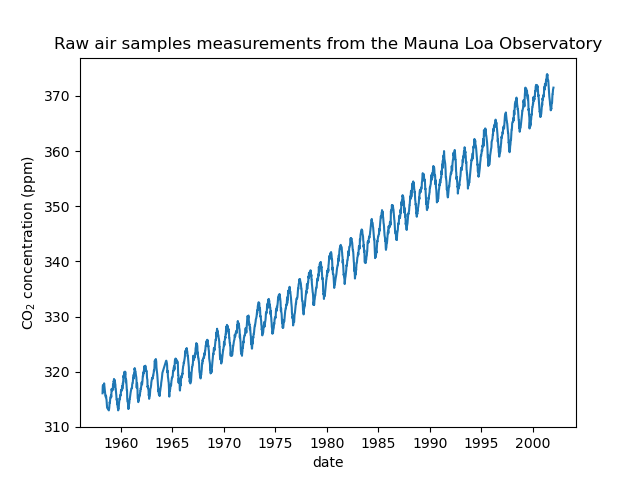 Raw air samples measurements from the Mauna Loa Observatory
CO₂ concentration (ppm)
370
360
350
340
330
320
310
1960 1965 1970 1975 1980 1985 1990 1995 2000
date